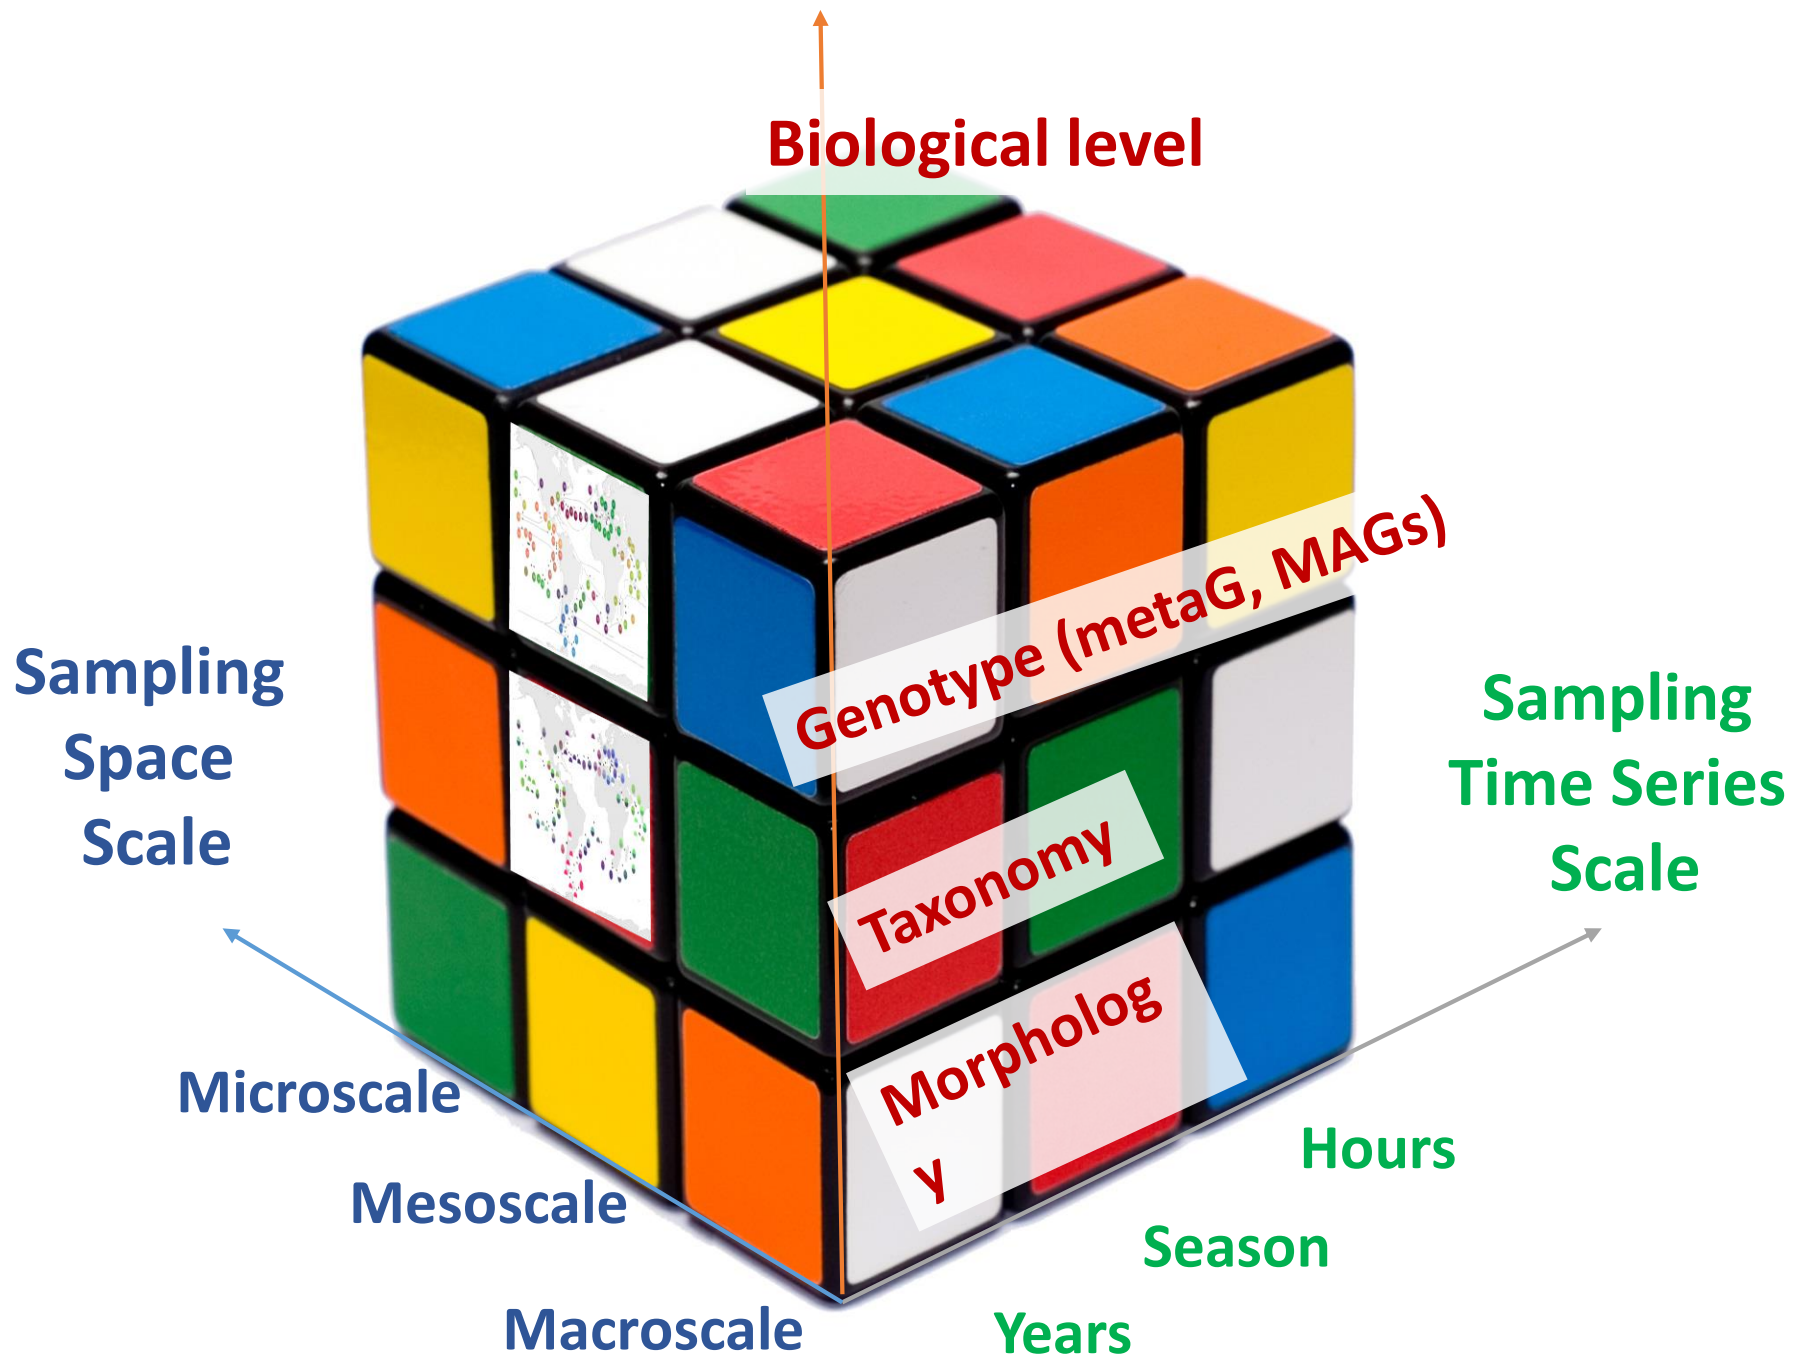 Biological level
Genotype (metaG, MAGs)
Sampling
Space
Scale
Sampling
Time Series
Scale
Taxonomy
Morpholog
y
Microscale
Mesoscale
Macroscale
Hours
Season
Years